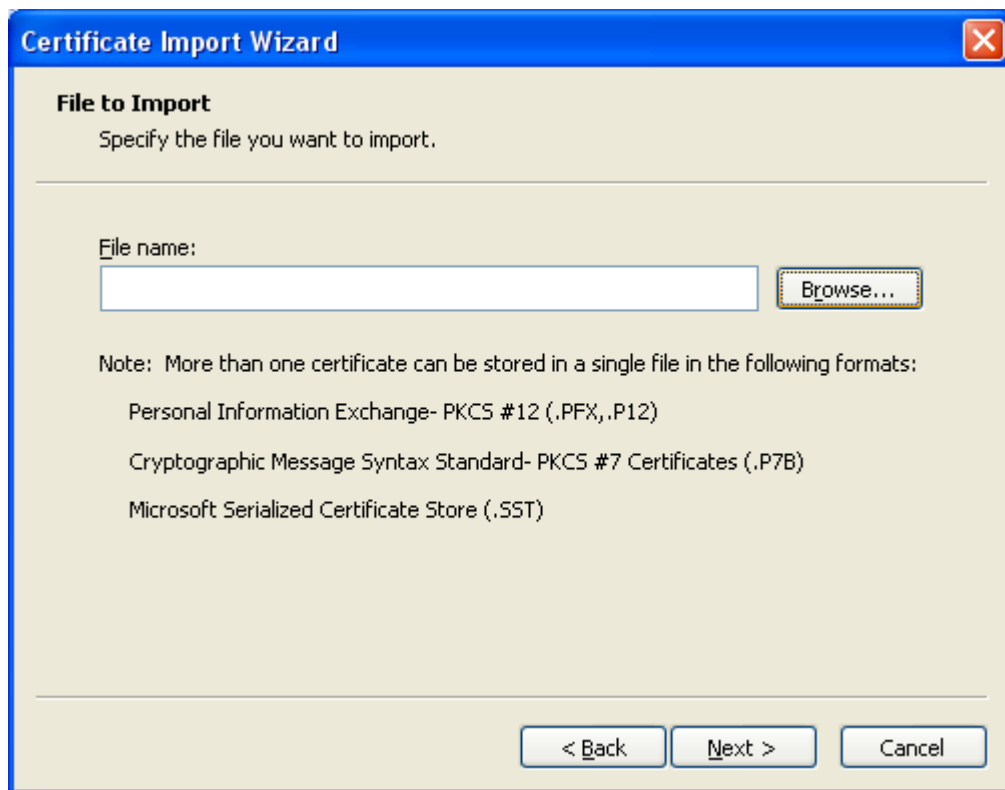 Certificate Import Wizard
File to Import
Specify the file you want to import.
File name:
Browse...
Note:  More than one certificate can be stored in a single file in the following formats:
Personal Information Exchange- PKCS #12 (.PFX,.P12)
Cryptographic Message Syntax Standard- PKCS #7 Certificates (.P7B)
Microsoft Serialized Certificate Store (.SST)
< Back
Next >
Cancel